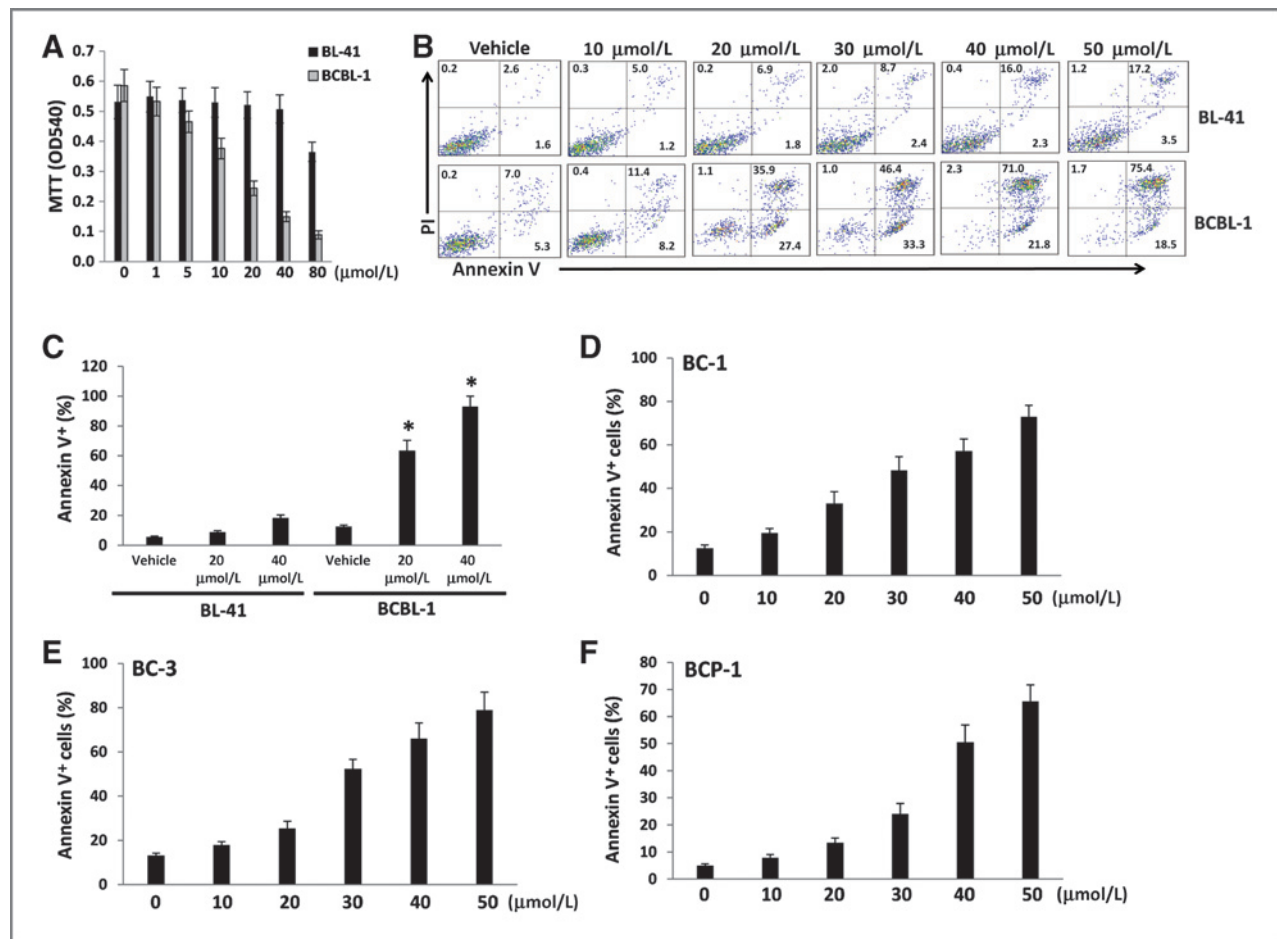 A
0.7
0.6
0.5
0.4
0.3
0.2
0.1
0.0
MTT (OD540)
BL-41
BCBL-1
0 1 5 10 20 40 80 (μmol/L)
B
Vehicle 10 μmol/L 20 μmol/L 30 μmol/L 40 μmol/L 50 μmol/L
0.2 2.6 0.3 5.0 0.2 6.9 2.0 8.7 0.4 16.0 1.2 17.2
BL-41
1.6 1.2 1.8 2.4 2.3 3.5
0.2 7.0 0.4 11.4 1.1 35.9 1.0 46.4 2.3 71.0 1.7 75.4
BCBL-1
5.3 8.2 27.4 33.3 21.8 18.5
PI
Annexin V
C
120
100
80
60
40
20
0
Annexin V+ (%)
* *
Vehicle 20 μmol/L 40 μmol/L Vehicle 20 μmol/L 40 μmol/L
BL-41 BCBL-1
D BC-1
100
80
60
40
20
0
Annexin V+ cells (%)
0 10 20 30 40 50 (μmol/L)
E BC-3
100
80
60
40
20
0
Annexin V+ cells (%)
0 10 20 30 40 50 (μmol/L)
F BCP-1
80
70
60
50
40
30
20
10
0
Annexin V+ cells (%)
0 10 20 30 40 50 (μmol/L)